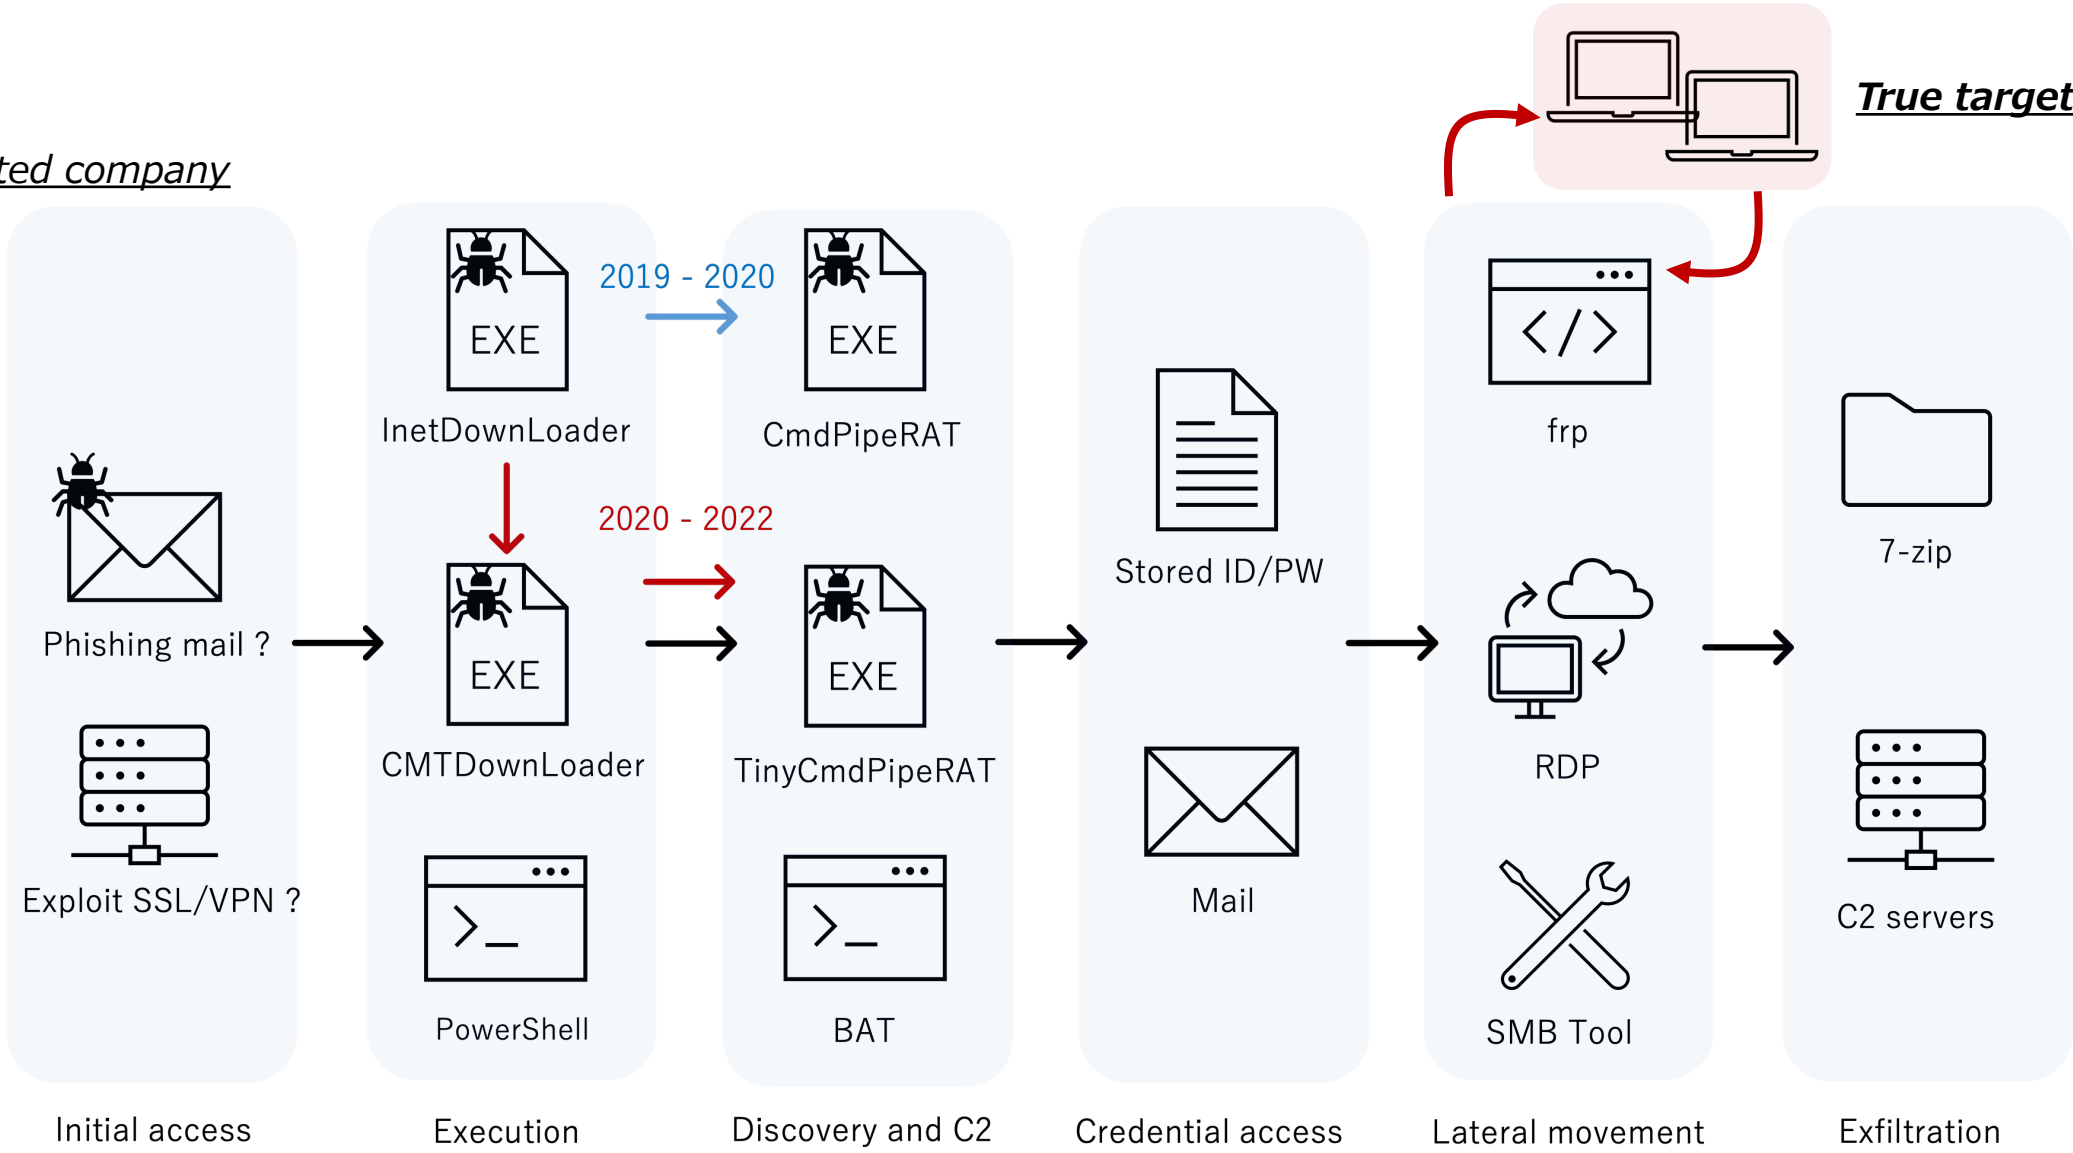 True target
ted company
EXE
InetDownLoader
2019 - 2020
EXE
CmdPipeRAT
</>
frp
Phishing mail ?
Exploit SSL/VPN ?
2020 - 2022
EXE
CMTDownLoader
EXE
TinyCmdPipeRAT
>_
PowerShell
>_
BAT
Stored ID/PW
Mail
RDP
SMB Tool
7-zip
C2 servers
Initial access
Execution
Discovery and C2
Credential access
Lateral movement
Exfiltration